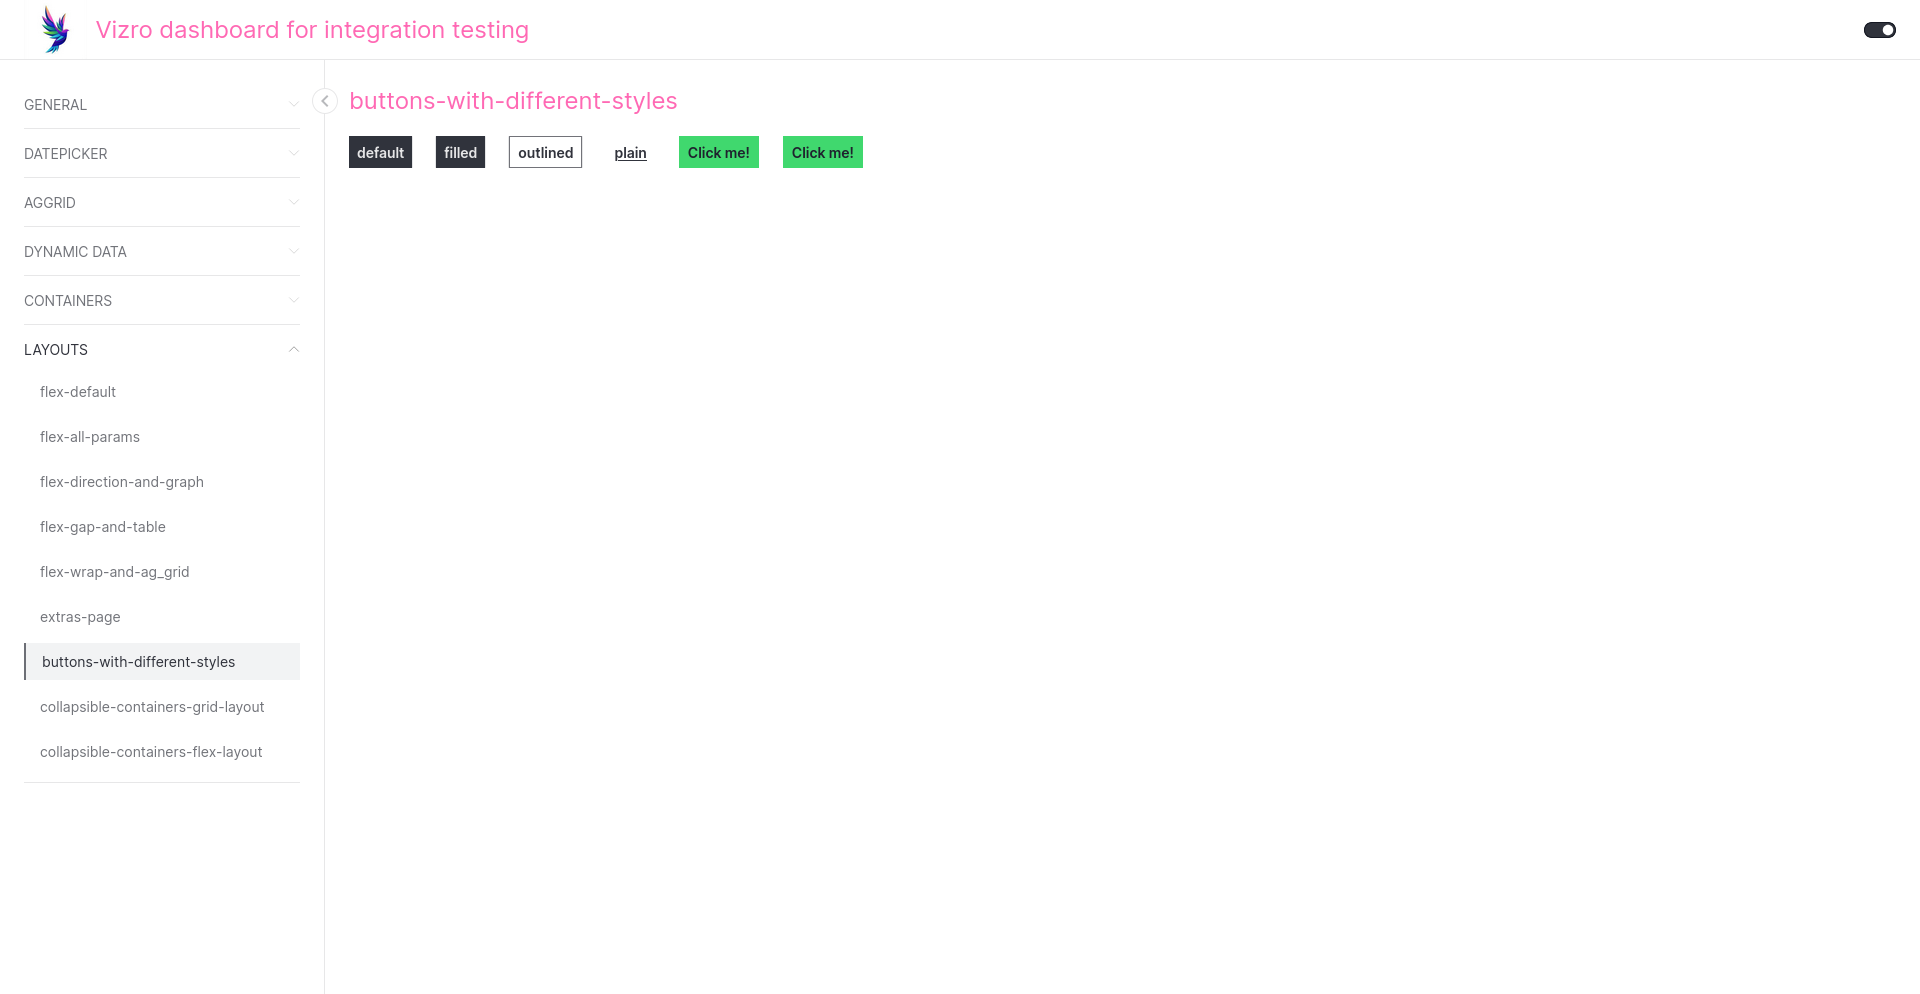 Vizro dashboard for integration testing
GENERAL
DATEPICKER
AGGRID
DYNAMIC DATA
CONTAINERS
LAYOUTS
flex-default
flex-all-params
flex-direction-and-graph
flex-gap-and-table
flex-wrap-and-ag_grid
extras-page
buttons-with-different-styles
collapsible-containers-grid-layout
collapsible-containers-flex-layout
buttons-with-different-styles
default filled outlined plain Click me! Click me!